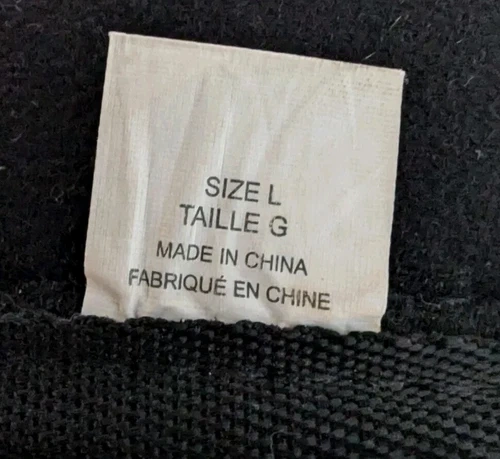 SIZE L
TAILLE G
MADE IN CHINA
FABRIQUÉ EN CHINE